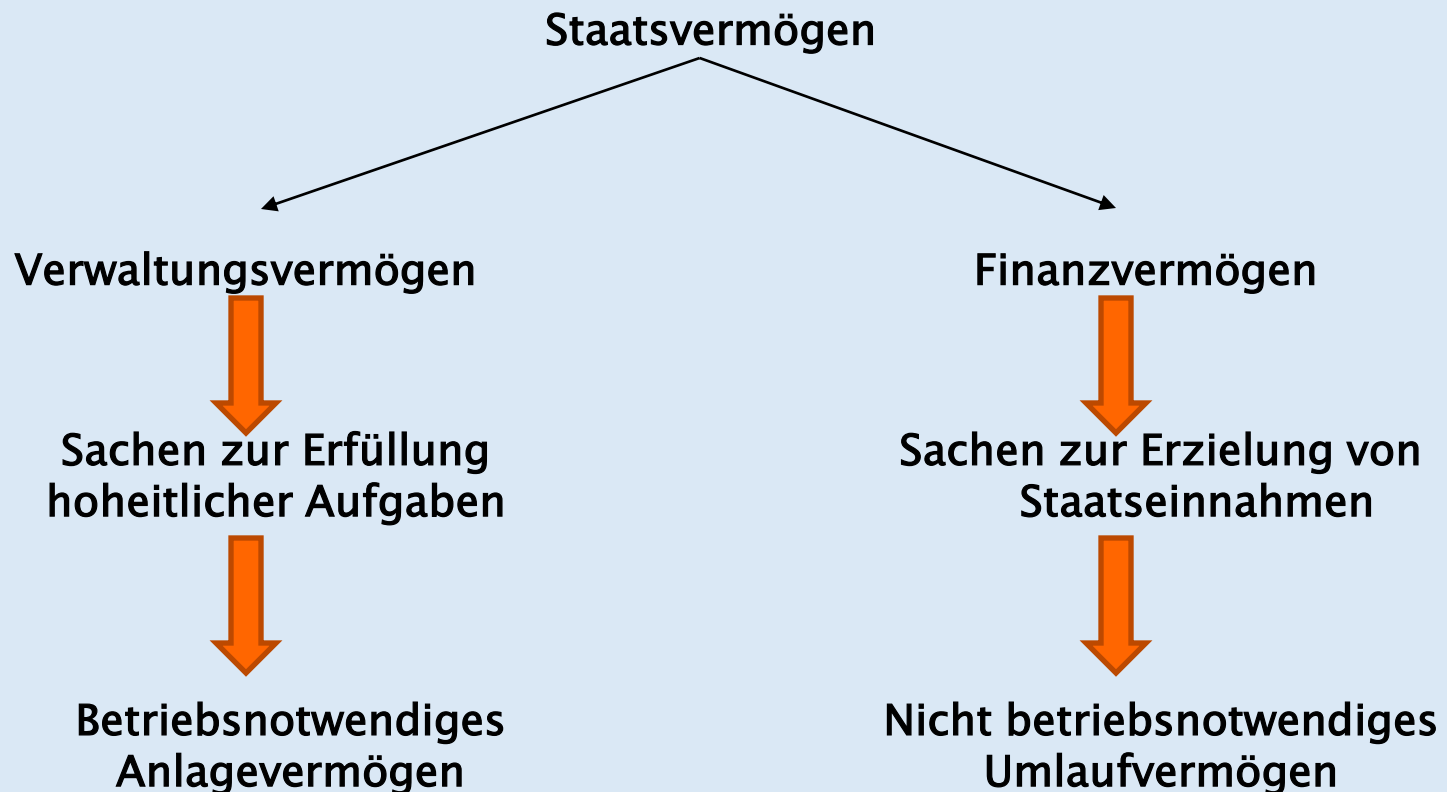 Staatsvermögen
Verwaltungsvermögen
Finanzvermögen
Sachen zur Erfüllung
hoheitlicher Aufgaben
Sachen zur Erzielung von
Staatseinnahmen
Betriebsnotwendiges
Anlagevermögen
Nicht betriebsnotwendiges
Umlaufvermögen